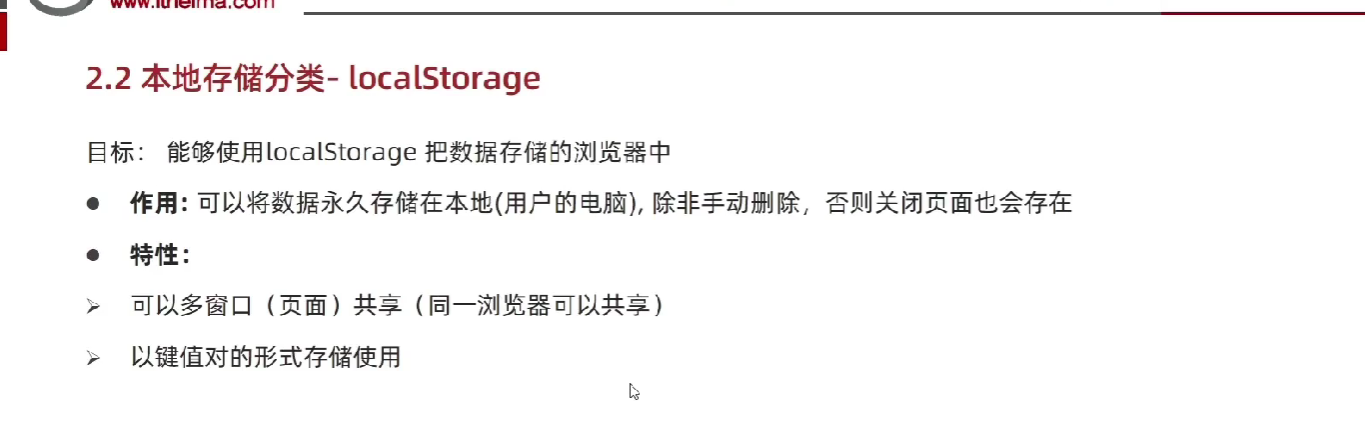 www.itheima.com
2.2 本地存储分类- localStorage
目标： 能够使用localStorage 把数据存储的浏览器中
● 作用: 可以将数据永久存储在本地(用户的电脑), 除非手动删除，否则关闭页面也会存在
● 特性：
➢ 可以多窗口（页面）共享（同一浏览器可以共享）
➢ 以键值对的形式存储使用